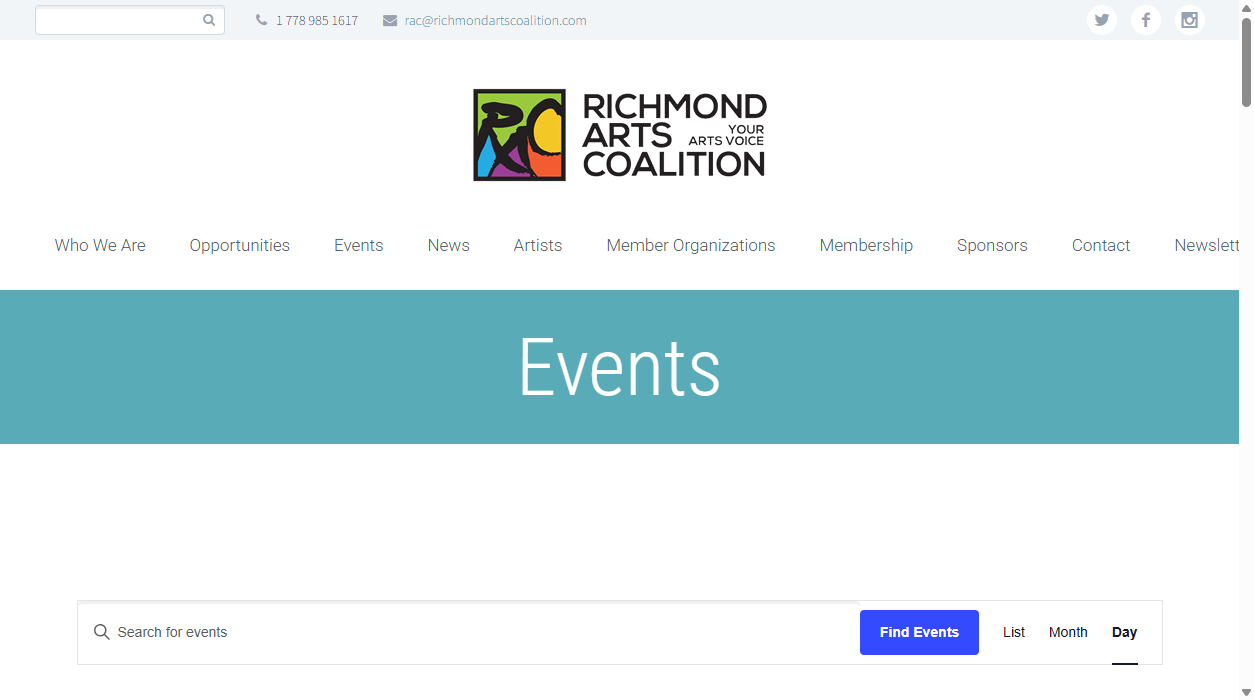 1 778 985 1617 rac@richmondartscoalition.com
RICHMOND
ARTS YOUR ARTS VOICE
COALITION
Who We Are Opportunities Events News Artists Member Organizations Membership Sponsors Contact Newslett
Events
Search for events Find Events List Month Day